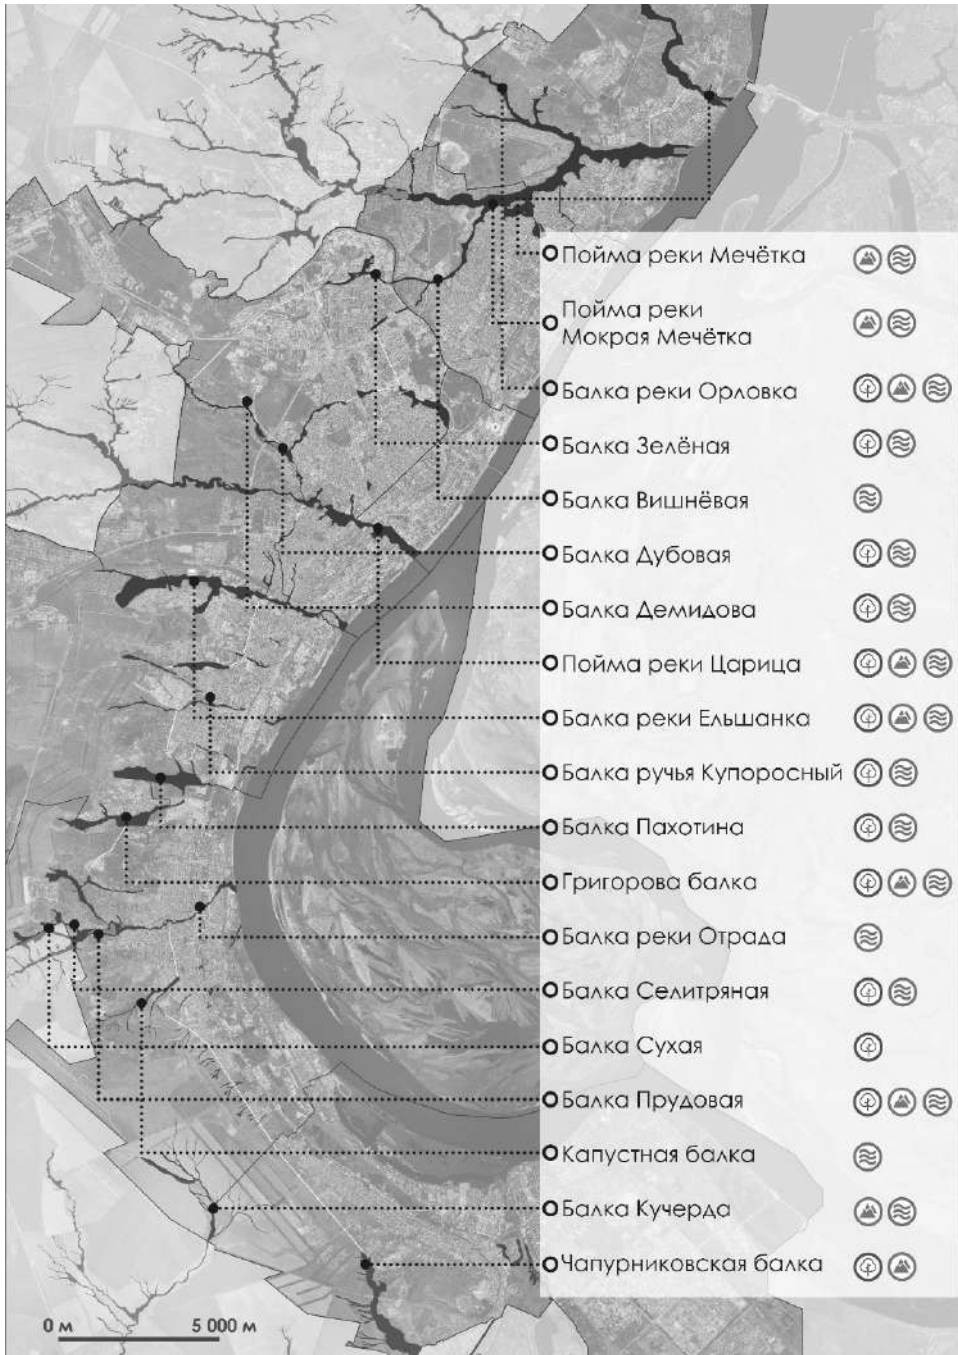 Пойма реки Мечётка
Пойма реки
Мокрая Мечётка
Балка реки Орловка
Балка Зелёная
Балка Вишнёвая
Балка Дубовая
Балка Демидова
Пойма реки Царица
Балка реки Ельшанка
Балка ручья Купоросный
Балка Пахотина
Григорова балка
Балка реки Отрада
Балка Селитряная
Балка Сухая
Балка Прудовая
Капустная балка
Балка Кучерда
Чапурниковская балка
0 м 5 000 м